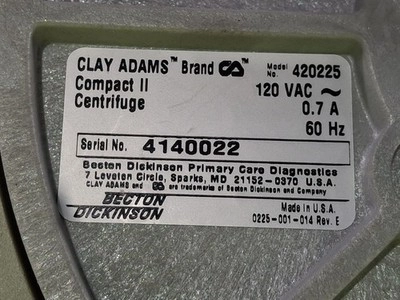 CLAY ADAMS™ Brand CA™ Model No. 420225
Compact II 120 VAC ~
Centrifuge 0.7 A
60 Hz
Serial No. 4140022
Becton Dickinson Primary Care Diagnostics
7 Loveton Circle, Sparks, MD 21152-0370 U.S.A.
CLAY ADAMS and CA are trademarks of Becton Dickinson and Company
BECTON Made in U.S.A.
DICKINSON 0225-001-014 Rev. E